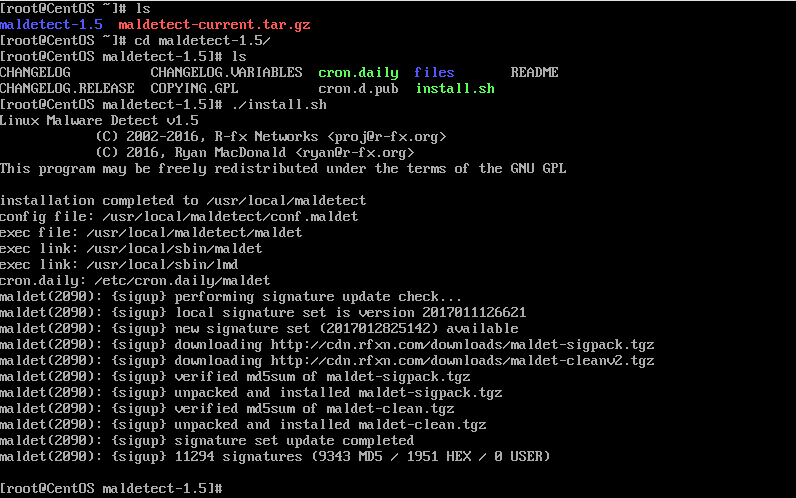 [root@CentOS ~]# ls
maldetect-1.5  maldetect-current.tar.gz
[root@CentOS ~]# cd maldetect-1.5/
[root@CentOS maldetect-1.5]# ls
CHANGELOG          CHANGELOG.VARIABLES  cron.daily  files       README
CHANGELOG.RELEASE  COPYING.GPL          cron.d.pub  install.sh
[root@CentOS maldetect-1.5]# ./install.sh
Linux Malware Detect v1.5
            (C) 2002-2016, R-fx Networks <proj@r-fx.org>
            (C) 2016, Ryan MacDonald <ryan@r-fx.org>
This program may be freely redistributed under the terms of the GNU GPL

installation completed to /usr/local/maldetect
config file: /usr/local/maldetect/conf.maldet
exec file: /usr/local/maldetect/maldet
exec link: /usr/local/sbin/maldet
exec link: /usr/local/sbin/lmd
cron.daily: /etc/cron.daily/maldet
maldet(2090): {sigup} performing signature update check...
maldet(2090): {sigup} local signature set is version 2017011126621
maldet(2090): {sigup} new signature set (2017012825142) available
maldet(2090): {sigup} downloading http://cdn.rfxn.com/downloads/maldet-sigpack.tgz
maldet(2090): {sigup} downloading http://cdn.rfxn.com/downloads/maldet-cleanv2.tgz
maldet(2090): {sigup} verified md5sum of maldet-sigpack.tgz
maldet(2090): {sigup} unpacked and installed maldet-sigpack.tgz
maldet(2090): {sigup} verified md5sum of maldet-clean.tgz
maldet(2090): {sigup} unpacked and installed maldet-clean.tgz
maldet(2090): {sigup} signature set update completed
maldet(2090): {sigup} 11294 signatures (9343 MD5 / 1951 HEX / 0 USER)

[root@CentOS maldetect-1.5]#